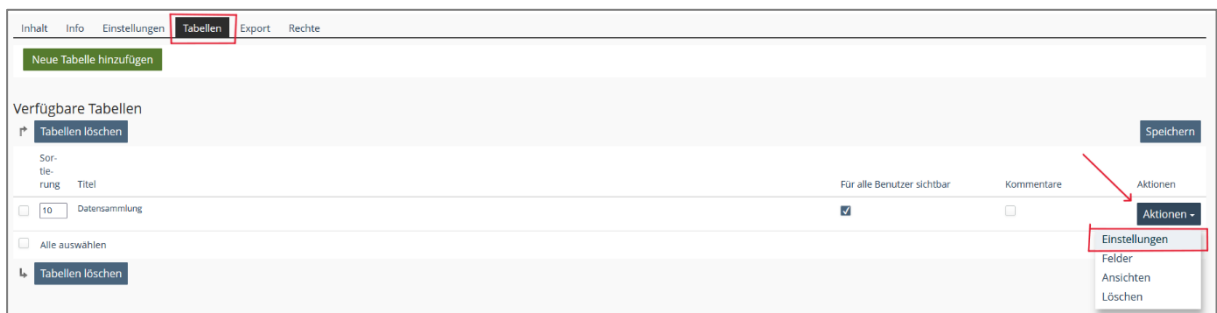 Inhalt Info Einstellungen Tabellen Export Rechte
Neue Tabelle hinzufügen
Verfügbare Tabellen
Tabellen löschen Speichern
Sor-
tie-
rung Titel Für alle Benutzer sichtbar Kommentare Aktionen
10 Datensammlung Aktionen
Alle auswählen Einstellungen
Felder
Tabellen löschen Ansichten
Löschen